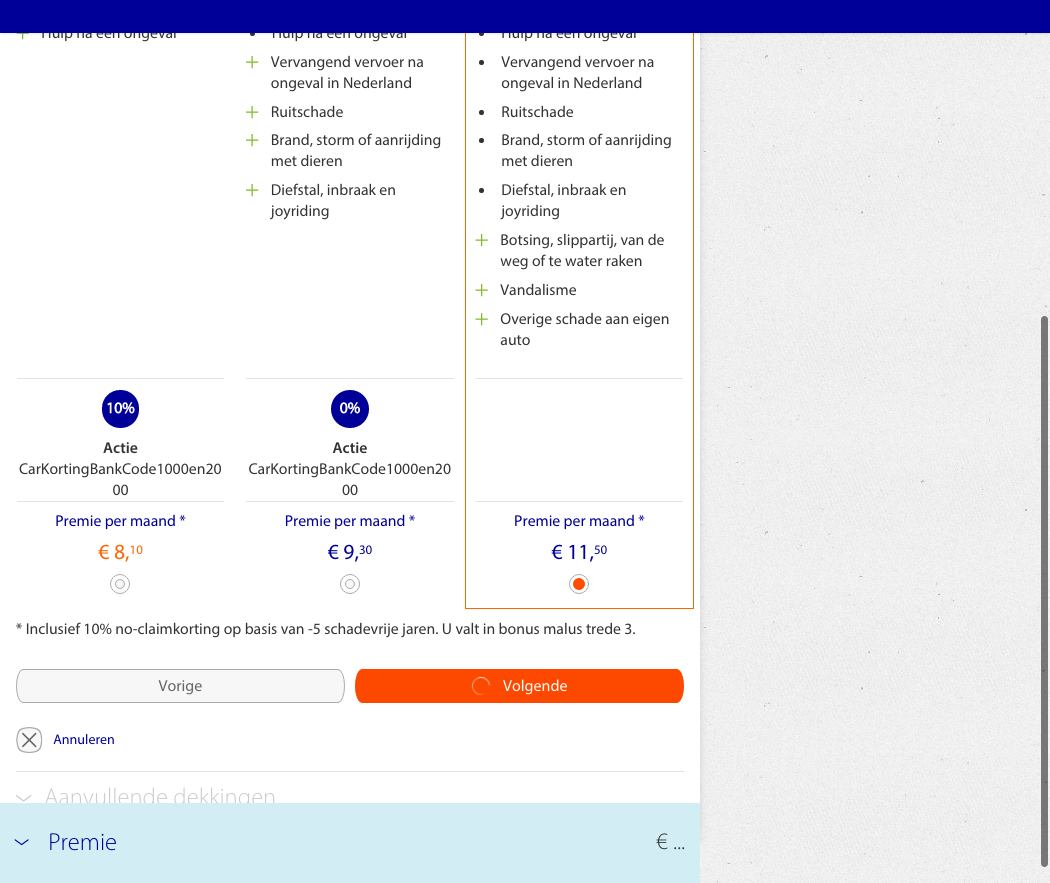 Hulp na een ongeval
Hulp na een ongeval
Vervangend vervoer na
ongeval in Nederland
Ruitschade
Brand, storm of aanrijding
met dieren
Diefstal, inbraak en
joyriding
Hulp na een ongeval
Vervangend vervoer na
ongeval in Nederland
Ruitschade
Brand, storm of aanrijding
met dieren
Diefstal, inbraak en
joyriding
Botsing, slippartij, van de
weg of te water raken
Vandalisme
Overige schade aan eigen
auto
10%
Actie
CarKortingBankCode1000en20
00
Premie per maand *
€ 8,10
0%
Actie
CarKortingBankCode1000en20
00
Premie per maand *
€ 9,30
Premie per maand *
€ 11,50
* Inclusief 10% no-claimkorting op basis van -5 schadevrije jaren. U valt in bonus malus trede 3.
Vorige
Volgende
Annuleren
Aanvullende dekkingen
Premie
€ ...